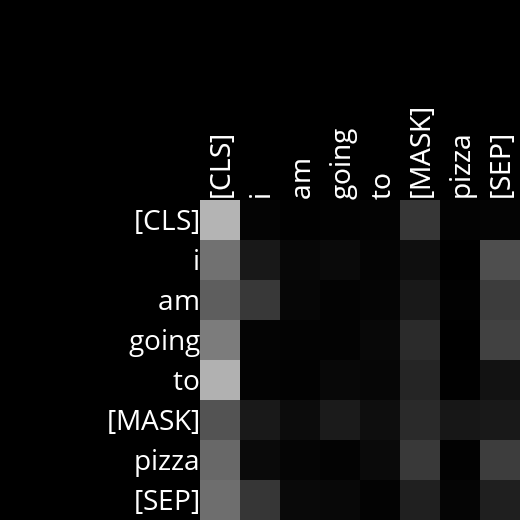 [CLS] i am going to [MASK] pizza [SEP]
[CLS]
i
am
going
to
[MASK]
pizza
[SEP]